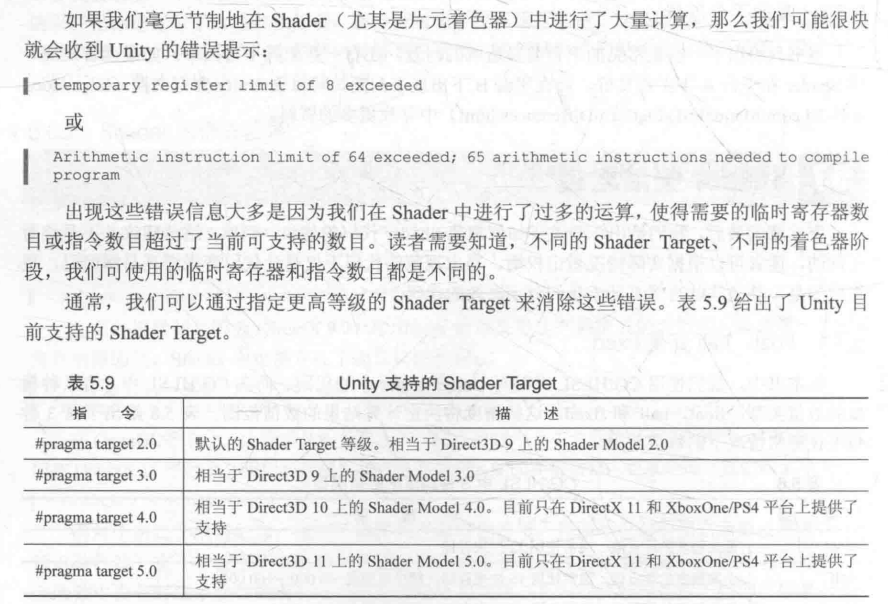 如果我们毫无节制地在 Shader（尤其是片元着色器）中进行了大量计算，那么我们可能很快
就会收到 Unity 的错误提示：
temporary register limit of 8 exceeded
或
Arithmetic instruction limit of 64 exceeded; 65 arithmetic instructions needed to compile
program
出现这些错误信息大多是因为我们在 Shader 中进行了过多的运算，使得需要的临时寄存器数
目或指令数目超过了当前可支持的数目。读者需要知道，不同的 Shader Target、不同的着色器阶
段，我们可使用的临时寄存器和指令数目都是不同的。
通常，我们可以通过指定更高等级的 Shader Target 来消除这些错误。表 5.9 给出了 Unity 目
前支持的 Shader Target。
表 5.9 Unity 支持的 Shader Target
指 令 描 述
#pragma target 2.0 默认的 Shader Target 等级。相当于 Direct3D 9 上的 Shader Model 2.0
#pragma target 3.0 相当于 Direct3D 9 上的 Shader Model 3.0
#pragma target 4.0 相当于 Direct3D 10 上的 Shader Model 4.0。目前只在 DirectX 11 和 XboxOne/PS4 平台上提供了
支持
#pragma target 5.0 相当于 Direct3D 11 上的 Shader Model 5.0。目前只在 DirectX 11 和 XboxOne/PS4 平台上提供了
支持